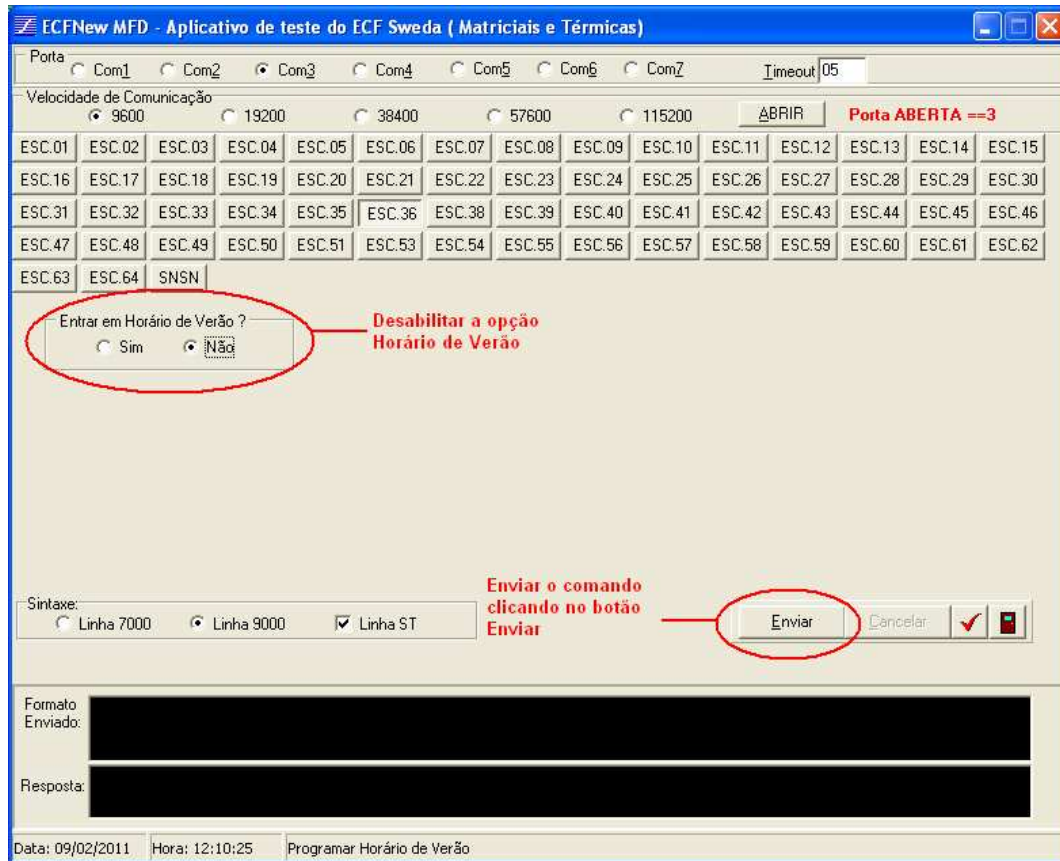 ECFNew MFD - Aplicativo de teste do ECF Sweda ( Matriciais e Térmicas)
Porta
Com1 Com2 Com3 Com4 Com5 Com6 Com7 Timeout 05
Velocidade de Comunicação
9600 19200 38400 57600 115200 ABRIR Porta ABERTA ==3
ESC.01 ESC.02 ESC.03 ESC.04 ESC.05 ESC.06 ESC.07 ESC.08 ESC.09 ESC.10 ESC.11 ESC.12 ESC.13 ESC.14 ESC.15
ESC.16 ESC.17 ESC.18 ESC.19 ESC.20 ESC.21 ESC.22 ESC.23 ESC.24 ESC.25 ESC.26 ESC.27 ESC.28 ESC.29 ESC.30
ESC.31 ESC.32 ESC.33 ESC.34 ESC.35 ESC.36 ESC.38 ESC.39 ESC.40 ESC.41 ESC.42 ESC.43 ESC.44 ESC.45 ESC.46
ESC.47 ESC.48 ESC.49 ESC.50 ESC.51 ESC.53 ESC.54 ESC.55 ESC.56 ESC.57 ESC.58 ESC.59 ESC.60 ESC.61 ESC.62
ESC.63 ESC.64 SNSN
Entrar em Horário de Verão ?
Sim Não
Desabilitar a opção
Horário de Verão
Enviar o comando
clicando no botão
Enviar
Sintaxe:
Linha 7000 Linha 9000 Linha ST
Enviar Cancelar
Formato
Enviado:
Resposta:
Data: 09/02/2011 Hora: 12:10:25 Programar Horário de Verão